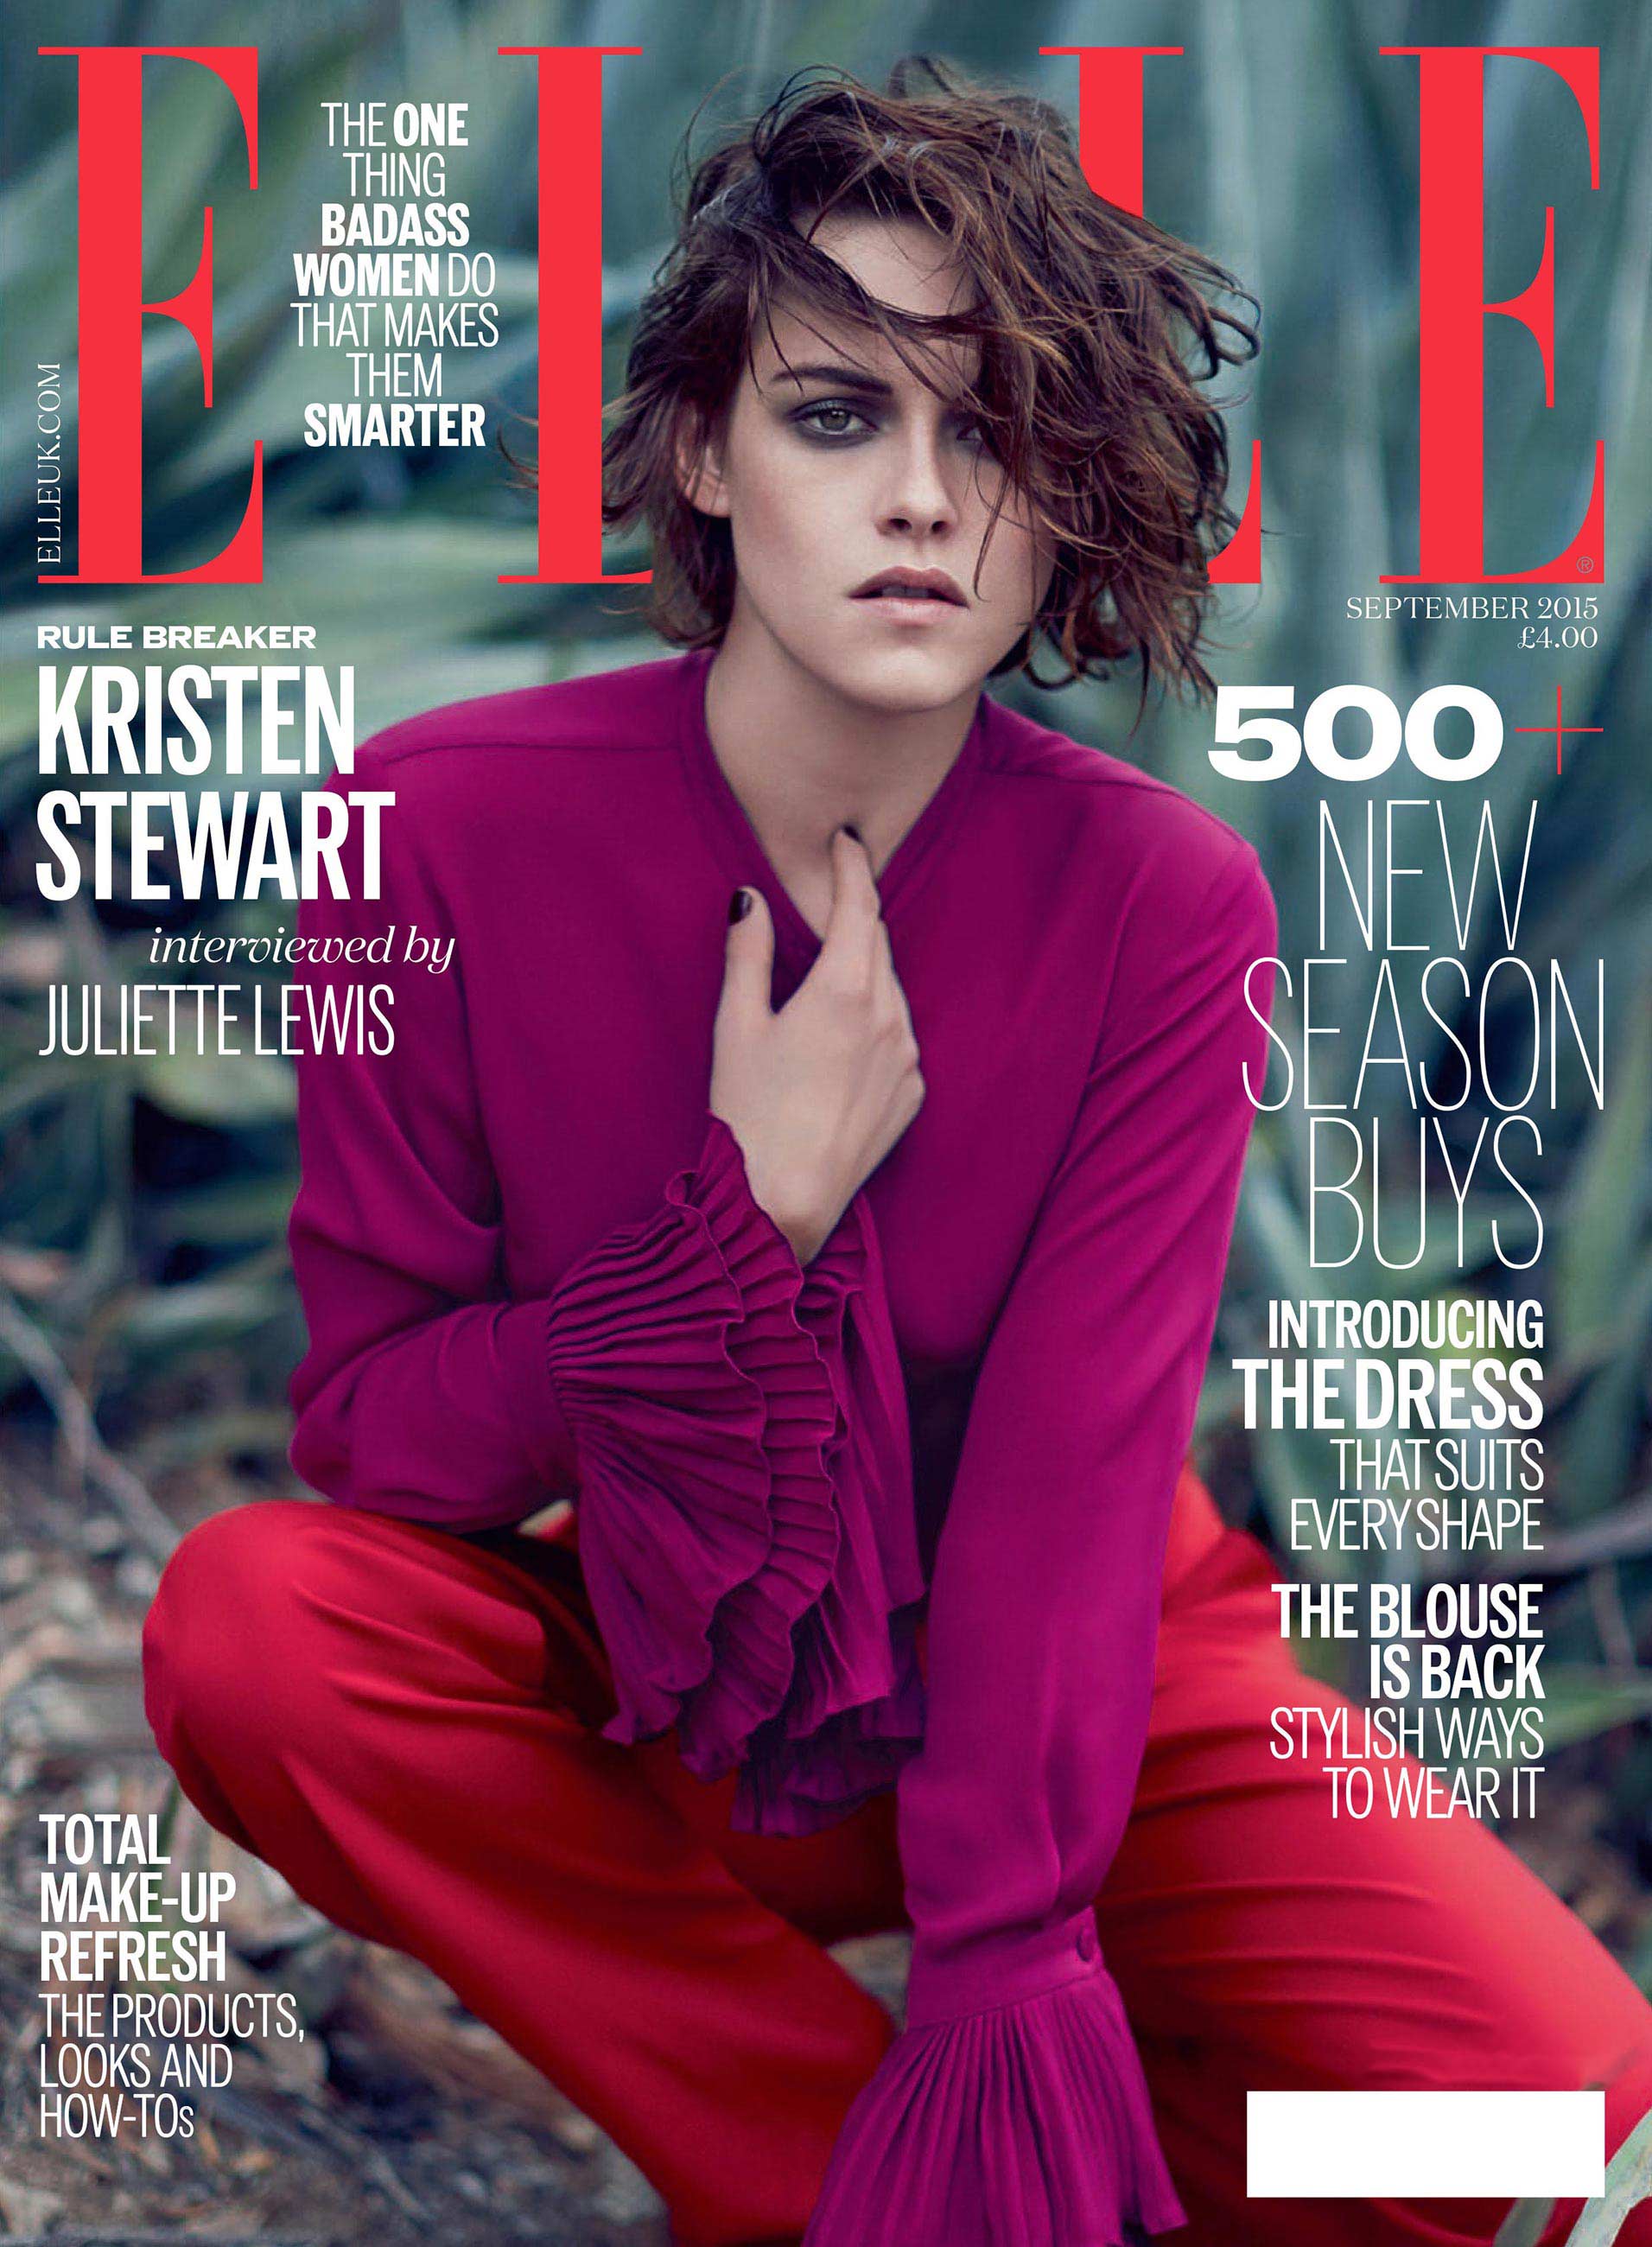 ELLE
THE ONE
THING
BADASS
WOMEN DO
THAT MAKES
THEM
SMARTER
ELLEUK.COM
®
SEPTEMBER 2015
£4.00
RULE BREAKER
KRISTEN
STEWART
interviewed by
JULIETTE LEWIS
500+
NEW
SEASON
BUYS
INTRODUCING
THE DRESS
THAT SUITS
EVERY SHAPE
THE BLOUSE
IS BACK
STYLISH WAYS
TO WEAR IT
TOTAL
MAKE-UP
REFRESH
THE PRODUCTS,
LOOKS AND
HOW-TOs